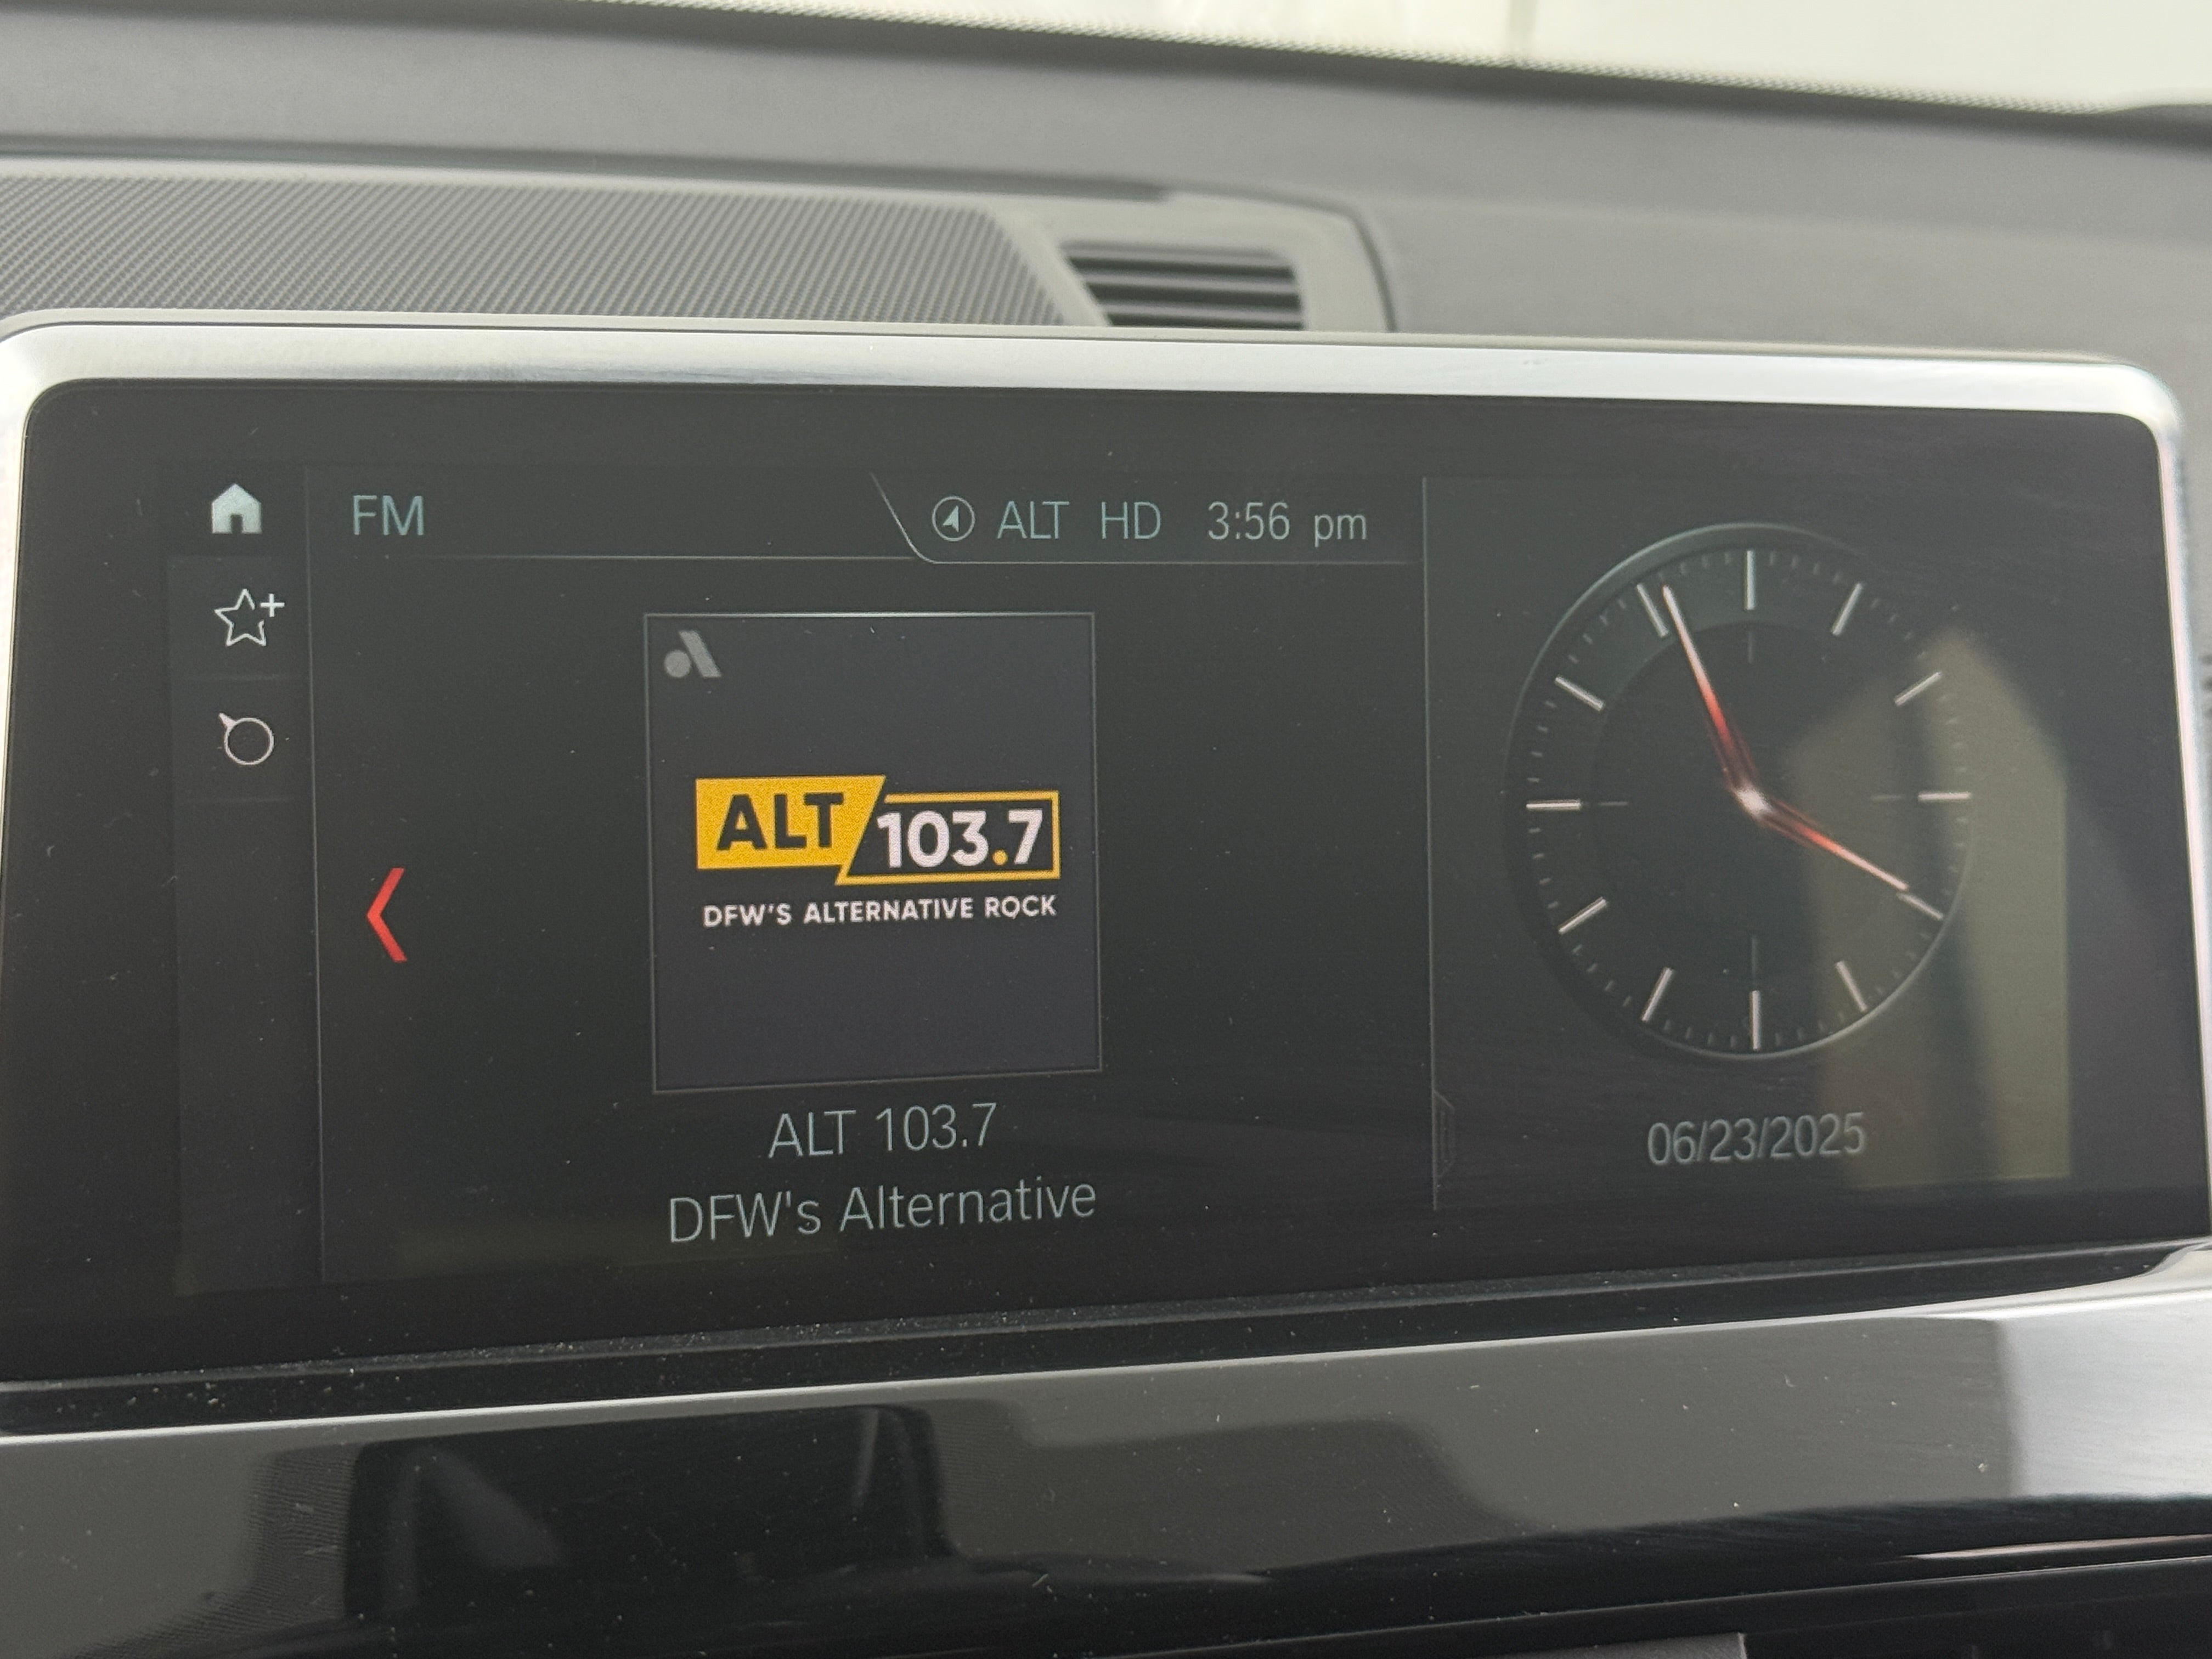 FM
ALT HD 3:56 pm
ALT 103.7
DFW'S ALTERNATIVE ROCK
ALT 103.7
DFW's Alternative
06/23/2025